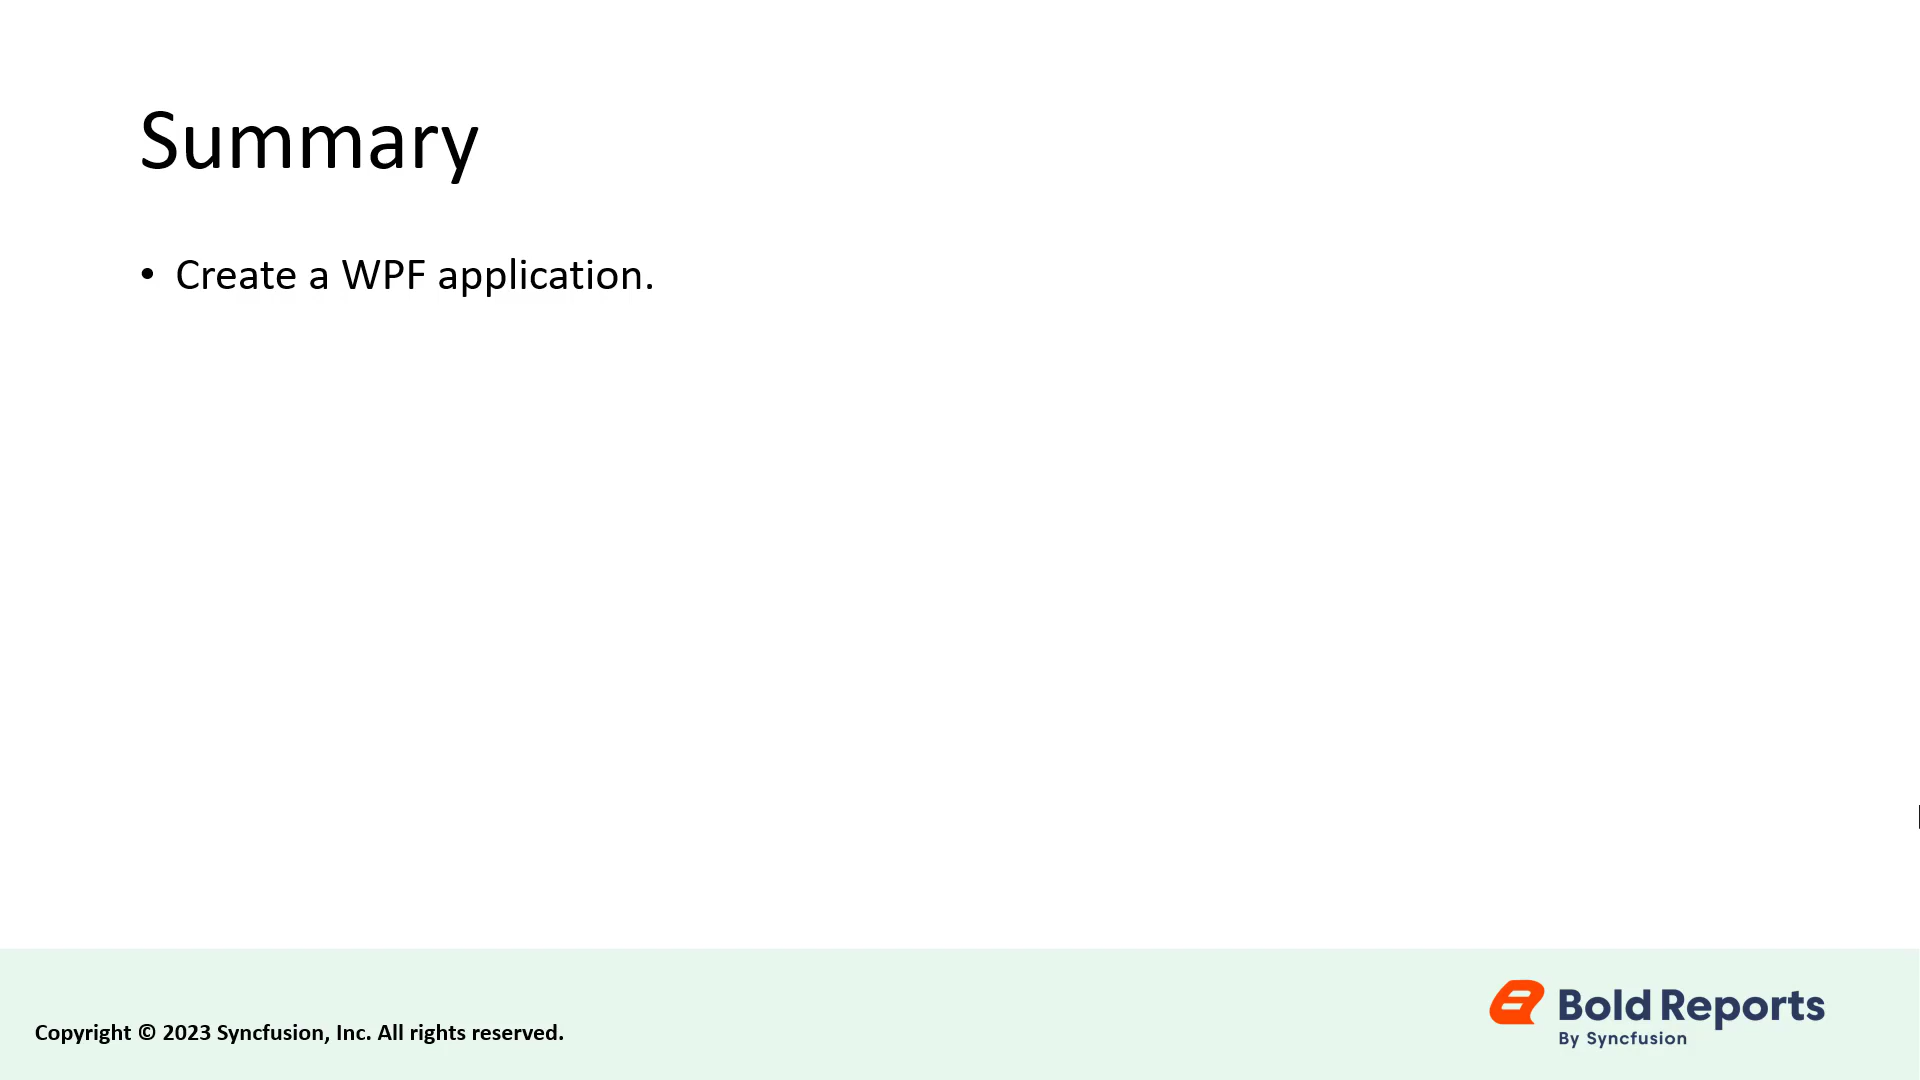 Summary
• Create a WPF application.
Copyright © 2023 Syncfusion, Inc. All rights reserved.
Bold Reports
By Syncfusion